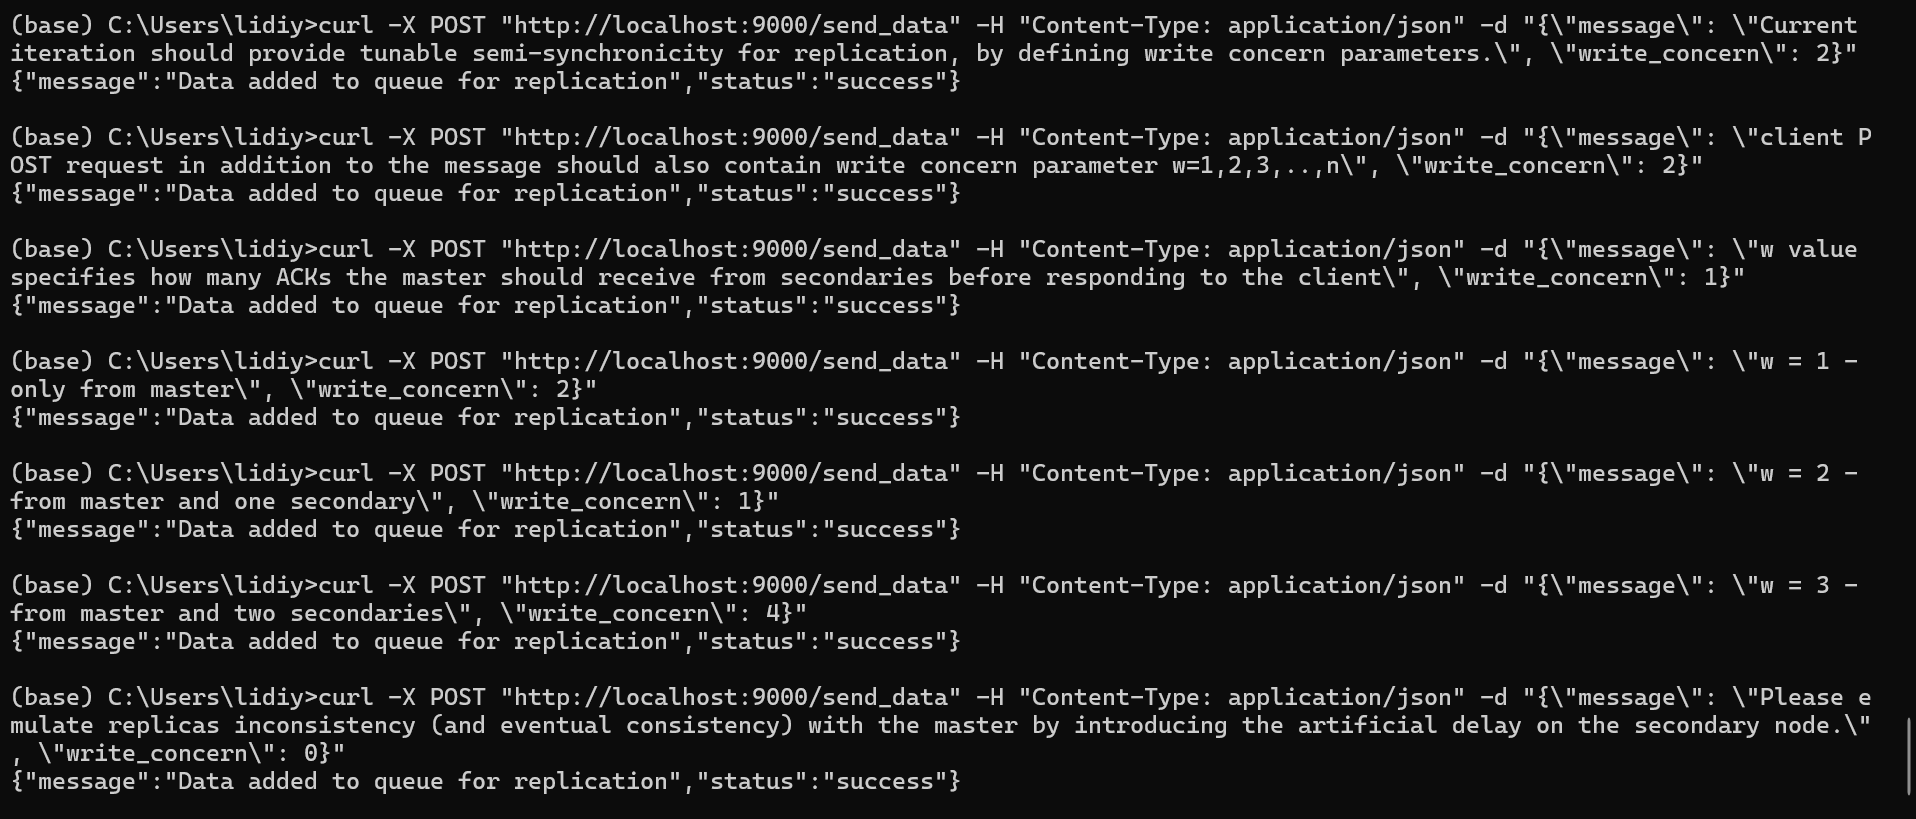 (base) C:\Users\lidiy>curl -X POST "http://localhost:9000/send_data" -H "Content-Type: application/json" -d "{\"message\": \"Current
iteration should provide tunable semi-synchronicity for replication, by defining write concern parameters.\", \"write_concern\": 2}"
{"message":"Data added to queue for replication","status":"success"}

(base) C:\Users\lidiy>curl -X POST "http://localhost:9000/send_data" -H "Content-Type: application/json" -d "{\"message\": \"client P
OST request in addition to the message should also contain write concern parameter w=1,2,3,..,n\", \"write_concern\": 2}"
{"message":"Data added to queue for replication","status":"success"}

(base) C:\Users\lidiy>curl -X POST "http://localhost:9000/send_data" -H "Content-Type: application/json" -d "{\"message\": \"w value
specifies how many ACKs the master should receive from secondaries before responding to the client\", \"write_concern\": 1}"
{"message":"Data added to queue for replication","status":"success"}

(base) C:\Users\lidiy>curl -X POST "http://localhost:9000/send_data" -H "Content-Type: application/json" -d "{\"message\": \"w = 1 -
only from master\", \"write_concern\": 2}"
{"message":"Data added to queue for replication","status":"success"}

(base) C:\Users\lidiy>curl -X POST "http://localhost:9000/send_data" -H "Content-Type: application/json" -d "{\"message\": \"w = 2 -
from master and one secondary\", \"write_concern\": 1}"
{"message":"Data added to queue for replication","status":"success"}

(base) C:\Users\lidiy>curl -X POST "http://localhost:9000/send_data" -H "Content-Type: application/json" -d "{\"message\": \"w = 3 -
from master and two secondaries\", \"write_concern\": 4}"
{"message":"Data added to queue for replication","status":"success"}

(base) C:\Users\lidiy>curl -X POST "http://localhost:9000/send_data" -H "Content-Type: application/json" -d "{\"message\": \"Please e
mulate replicas inconsistency (and eventual consistency) with the master by introducing the artificial delay on the secondary node.\"
, \"write_concern\": 0}"
{"message":"Data added to queue for replication","status":"success"}